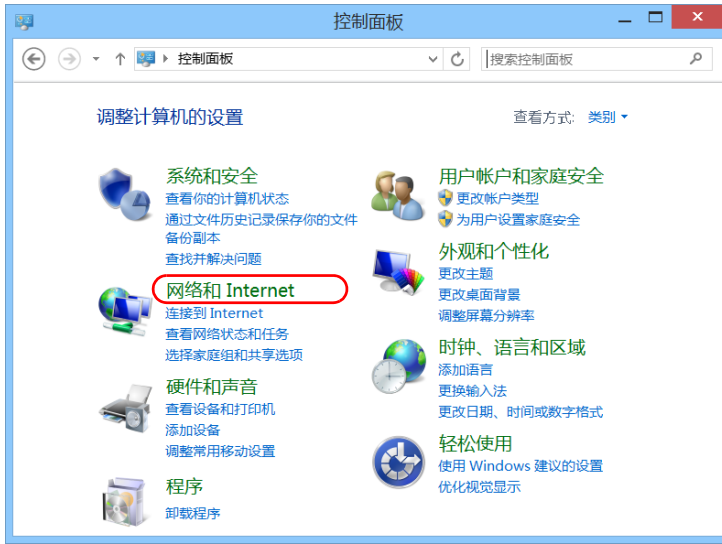 控制面板
控制面板
搜索控制面板
调整计算机的设置
查看方式: 类别
系统和安全
查看你的计算机状态
通过文件历史记录保存你的文件
备份副本
查找并解决问题
网络和 Internet
连接到 Internet
查看网络状态和任务
选择家庭组和共享选项
硬件和声音
查看设备和打印机
添加设备
调整常用移动设置
程序
卸载程序
用户帐户和家庭安全
更改帐户类型
为用户设置家庭安全
外观和个性化
更改主题
更改桌面背景
调整屏幕分辨率
时钟、语言和区域
添加语言
更换输入法
更改日期、时间或数字格式
轻松使用
使用 Windows 建议的设置
优化视觉显示